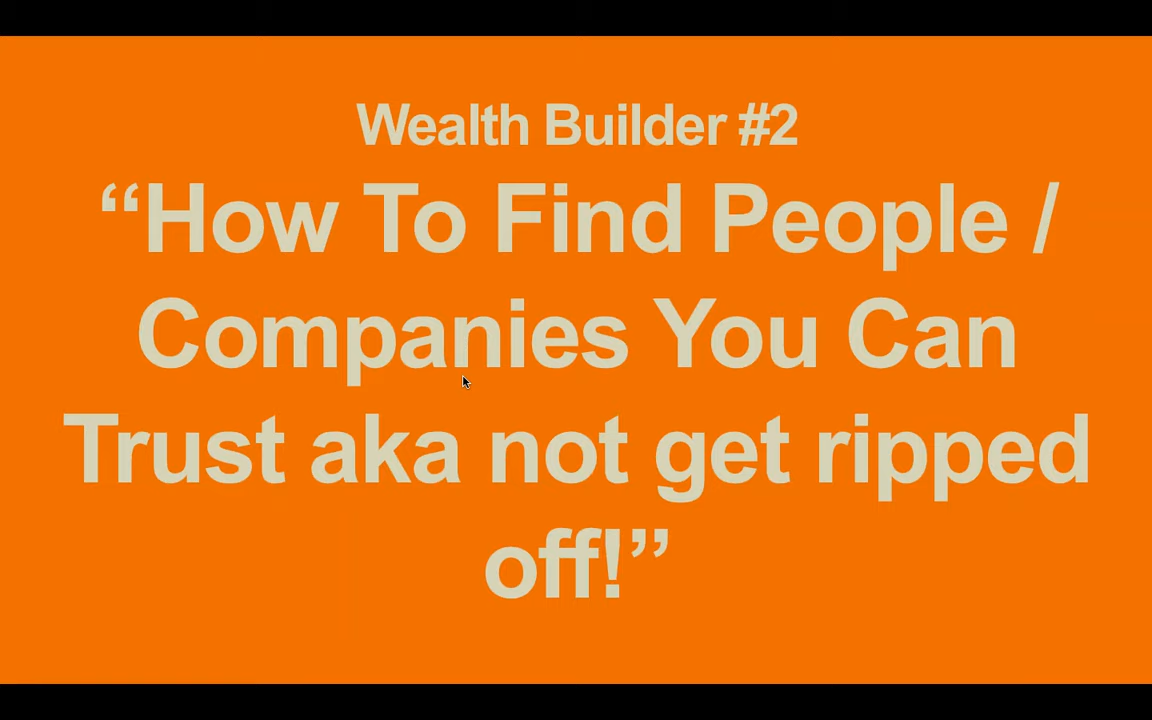 Wealth Builder #2
“How To Find People /
Companies You Can
Trust aka not get ripped
off!”